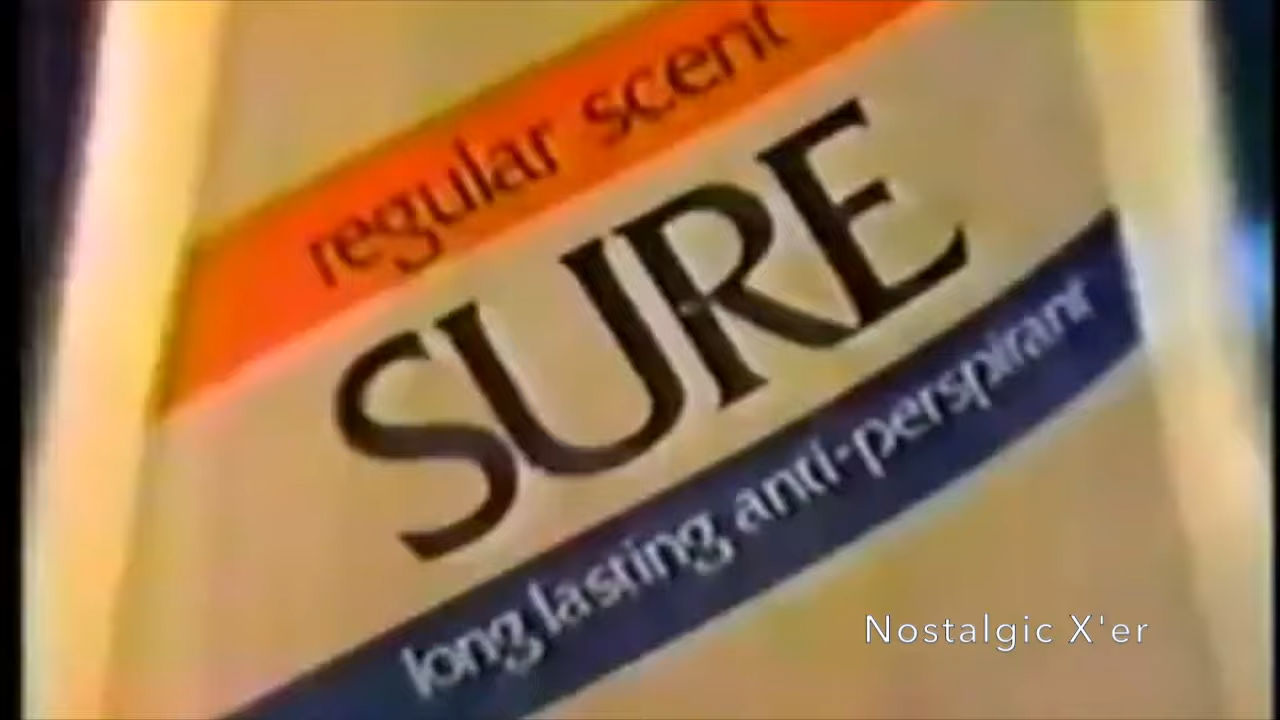 regular scent
SURE
long lasting anti-perspirant
Nostalgic X'er